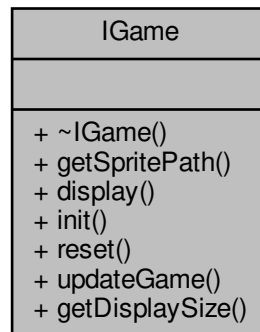 IGame
+ ~IGame()
+ getSpritePath()
+ display()
+ init()
+ reset()
+ updateGame()
+ getDisplaySize()